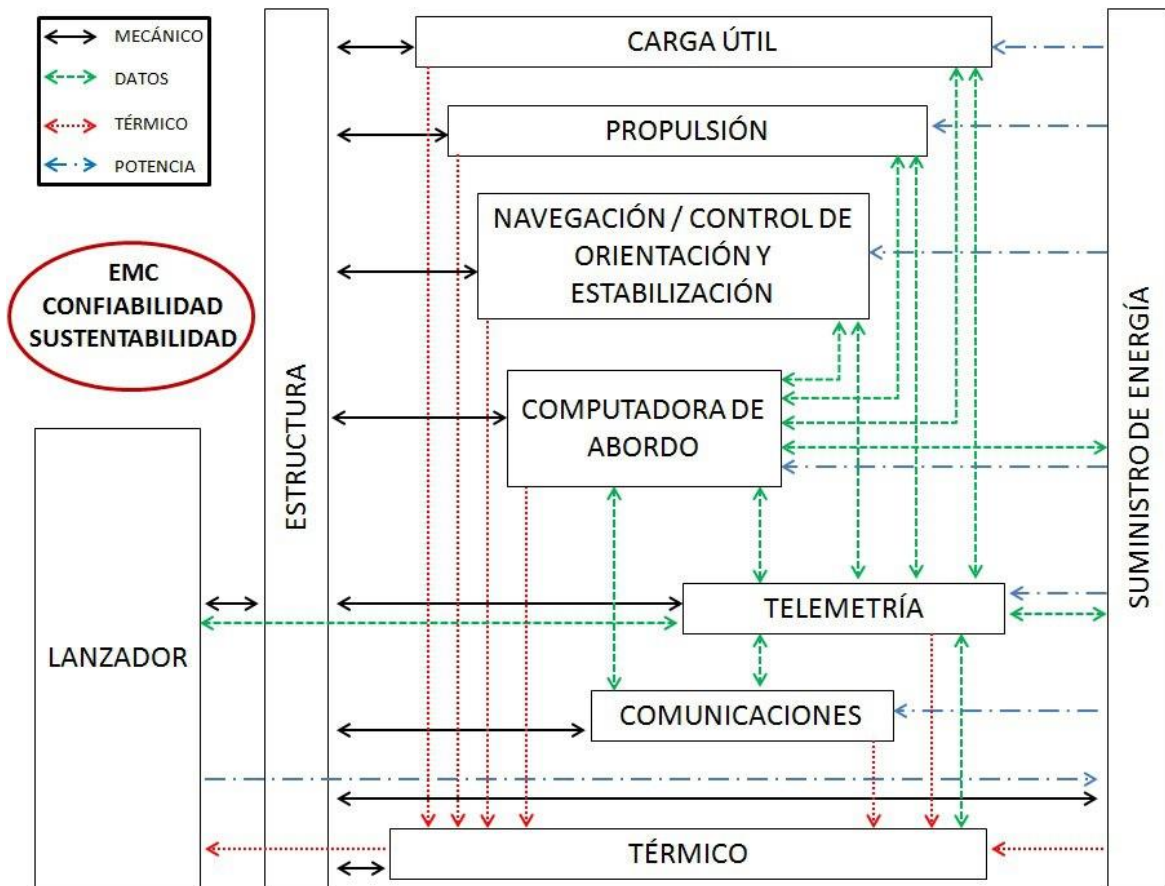 MECÁNICO
DATOS
TÉRMICO
POTENCIA
EMC
CONFIABILIDAD
SUSTENTABILIDAD
LANZADOR
ESTRUCTURA
CARGA ÚTIL
PROPULSIÓN
NAVEGACIÓN / CONTROL DE
ORIENTACIÓN Y
ESTABILIZACIÓN
COMPUTADORA DE
ABORDO
TELEMETRÍA
COMUNICACIONES
TÉRMICO
SUMINISTRO DE ENERGÍA